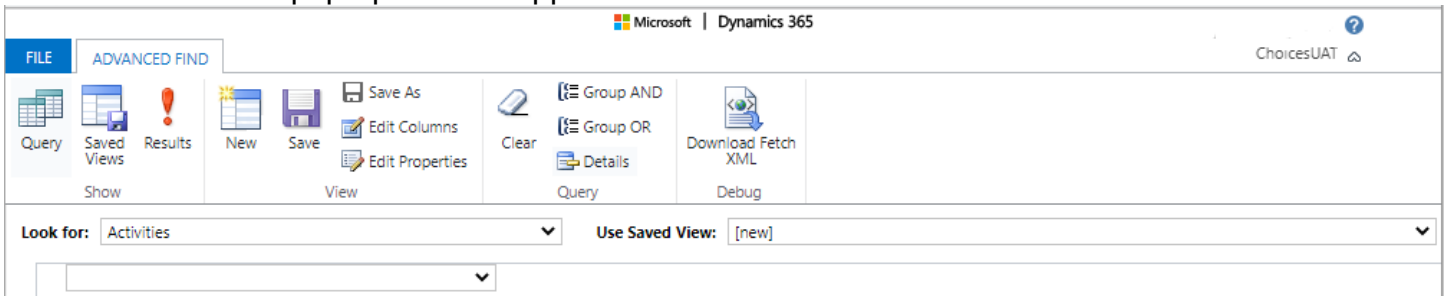 Microsoft | Dynamics 365
FILE ADVANCED FIND ChoicesUAT
Query Saved Views Results New Save Save As Edit Columns Edit Properties Clear Group AND Group OR Details Download Fetch XML
Show View Query Debug
Look for: Activities Use Saved View: [new]